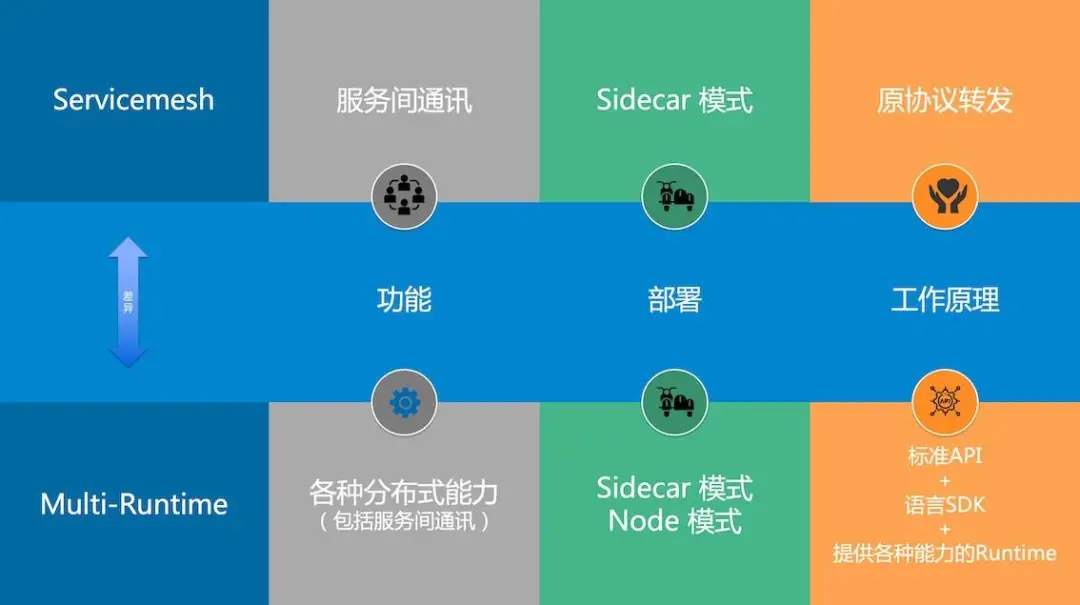 Servicemesh
服务间通讯
Sidecar 模式
原协议转发
差异
功能
部署
工作原理
Multi-Runtime
各种分布式能力
（包括服务间通讯）
Sidecar 模式
Node 模式
API
标准API
+
语言SDK
+
提供各种能力的Runtime